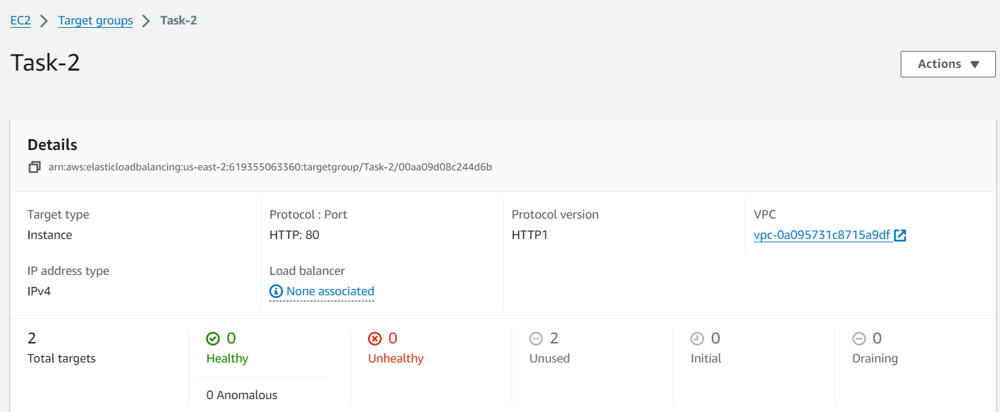 EC2 > Target groups > Task-2
Task-2
Actions
Details
arn:aws:elasticloadbalancing:us-east-2:619355063360:targetgroup/Task-2/00aa09d08c244d6b
Target type
Instance
Protocol : Port
HTTP: 80
Protocol version
HTTP1
VPC
vpc-0a095731c8715a9df
IP address type
IPv4
Load balancer
None associated
2
Total targets
0
Healthy
0 Anomalous
0
Unhealthy
2
Unused
0
Initial
0
Draining